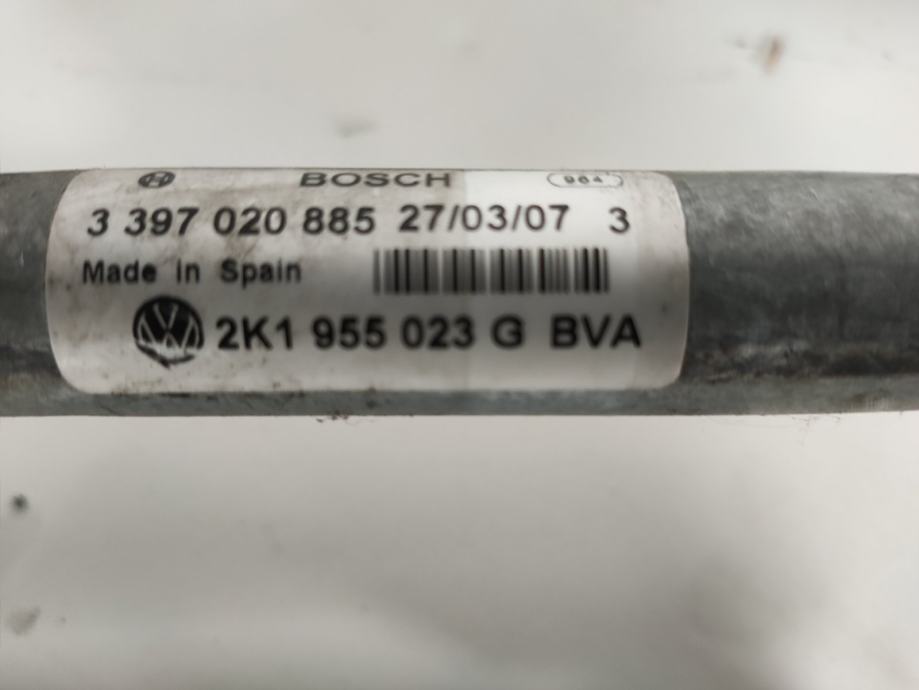 BOSCH 964
3 397 020 885 27/03/07 3
Made in Spain
2K1 955 023 G BVA